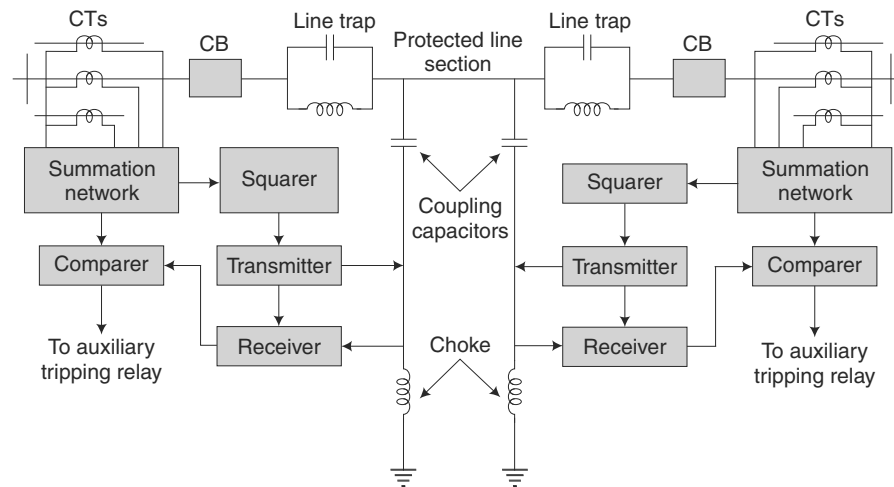 CTs
CB
Line trap
Protected line
section
Line trap
CB
CTs
Summation
network
Squarer
Coupling
capacitors
Squarer
Summation
network
Comparer
Transmitter
Transmitter
Comparer
To auxiliary
tripping relay
Receiver
Choke
Receiver
To auxiliary
tripping relay